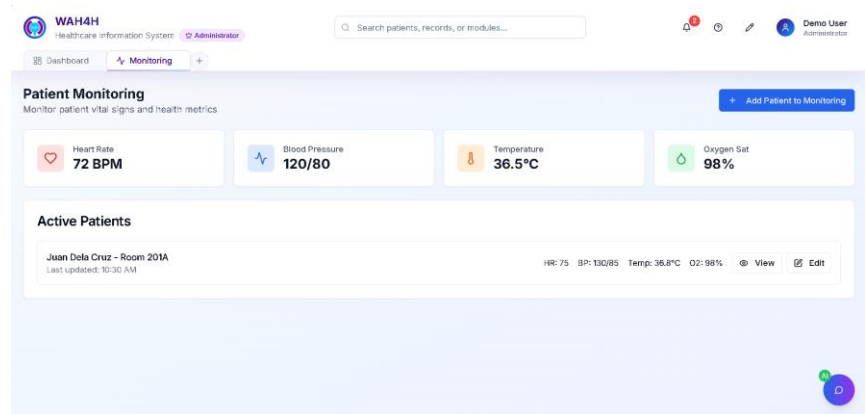 WAH4H
Healthcare Information System Administrator
Search patients, records, or modules...
2
Demo User
Administrator
Dashboard
Monitoring
+
Patient Monitoring
Monitor patient vital signs and health metrics
+ Add Patient to Monitoring
Heart Rate
72 BPM
Blood Pressure
120/80
Temperature
36.5°C
Oxygen Sat
98%
Active Patients
Juan Dela Cruz - Room 201A
Last updated: 10:30 AM
HR: 75 BP: 130/85 Temp: 36.8°C O2: 98% View Edit
AI